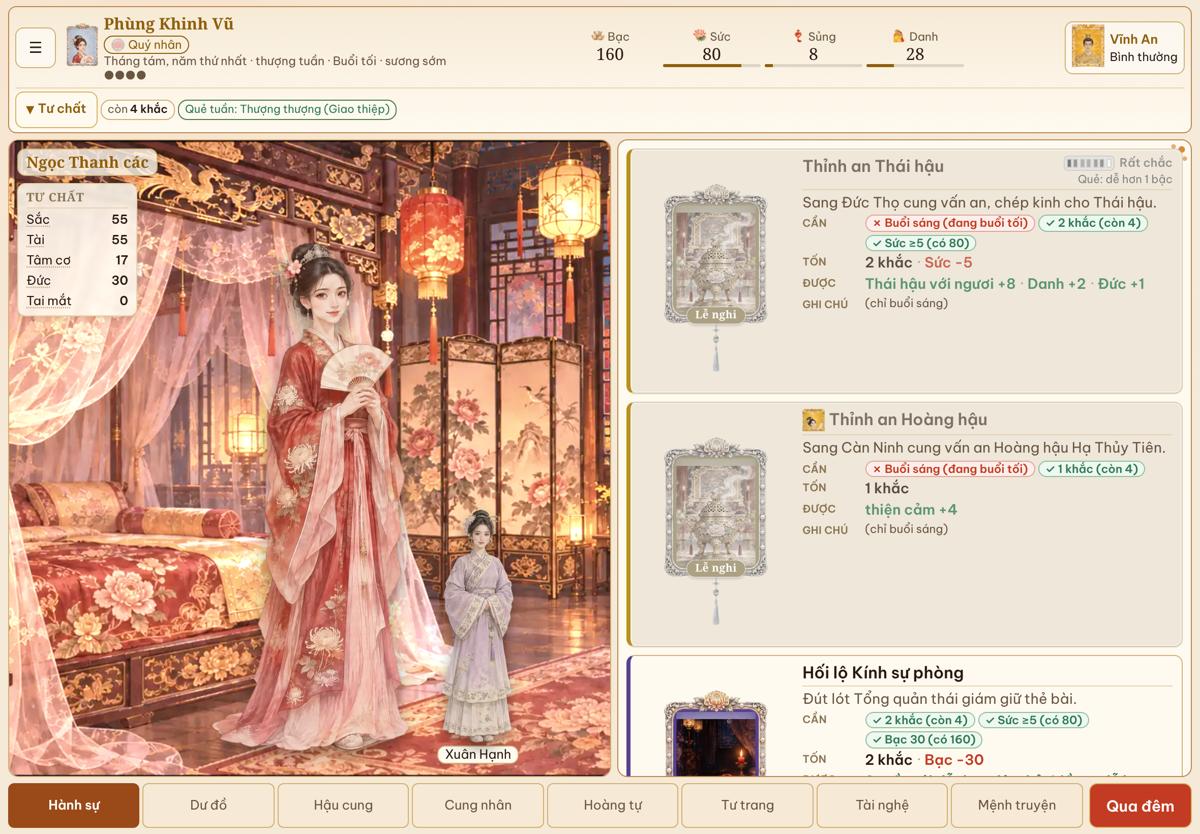 ☰
Phùng Khinh Vũ
Quý nhân
Tháng tám, năm thứ nhất · thượng tuần · Buổi tối · sương sớm
Bạc
160
Sức
80
Sủng
8
Danh
28
Vĩnh An
Bình thường
▼ Tư chất
còn 4 khắc
Quẻ tuần: Thượng thượng (Giao thiệp)
Ngọc Thanh các
TƯ CHẤT
Sắc 55
Tài 55
Tâm cơ 17
Đức 30
Tai mắt 0
Xuân Hạnh
Thỉnh an Thái hậu
Rất chắc
Quẻ: dễ hơn 1 bậc
Sang Đức Thọ cung vấn an, chép kinh cho Thái hậu.
CẦN × Buổi sáng (đang buổi tối) ✓ 2 khắc (còn 4)
✓ Sức ≥5 (có 80)
TỐN 2 khắc · Sức -5
ĐƯỢC Thái hậu với ngươi +8 · Danh +2 · Đức +1
GHI CHÚ (chỉ buổi sáng)
Lễ nghi
Thỉnh an Hoàng hậu
Sang Càn Ninh cung vấn an Hoàng hậu Hạ Thủy Tiên.
CẦN × Buổi sáng (đang buổi tối) ✓ 1 khắc (còn 4)
TỐN 1 khắc
ĐƯỢC thiện cảm +4
GHI CHÚ (chỉ buổi sáng)
Lễ nghi
Hối lộ Kính sự phòng
Đút lót Tổng quản thái giám giữ thẻ bài.
CẦN ✓ 2 khắc (còn 4) ✓ Sức ≥5 (có 80)
✓ Bạc 30 (có 160)
TỐN 2 khắc · Bạc -30
Hành sự
Dư đồ
Hậu cung
Cung nhân
Hoàng tự
Tư trang
Tài nghệ
Mệnh truyện
Qua đêm